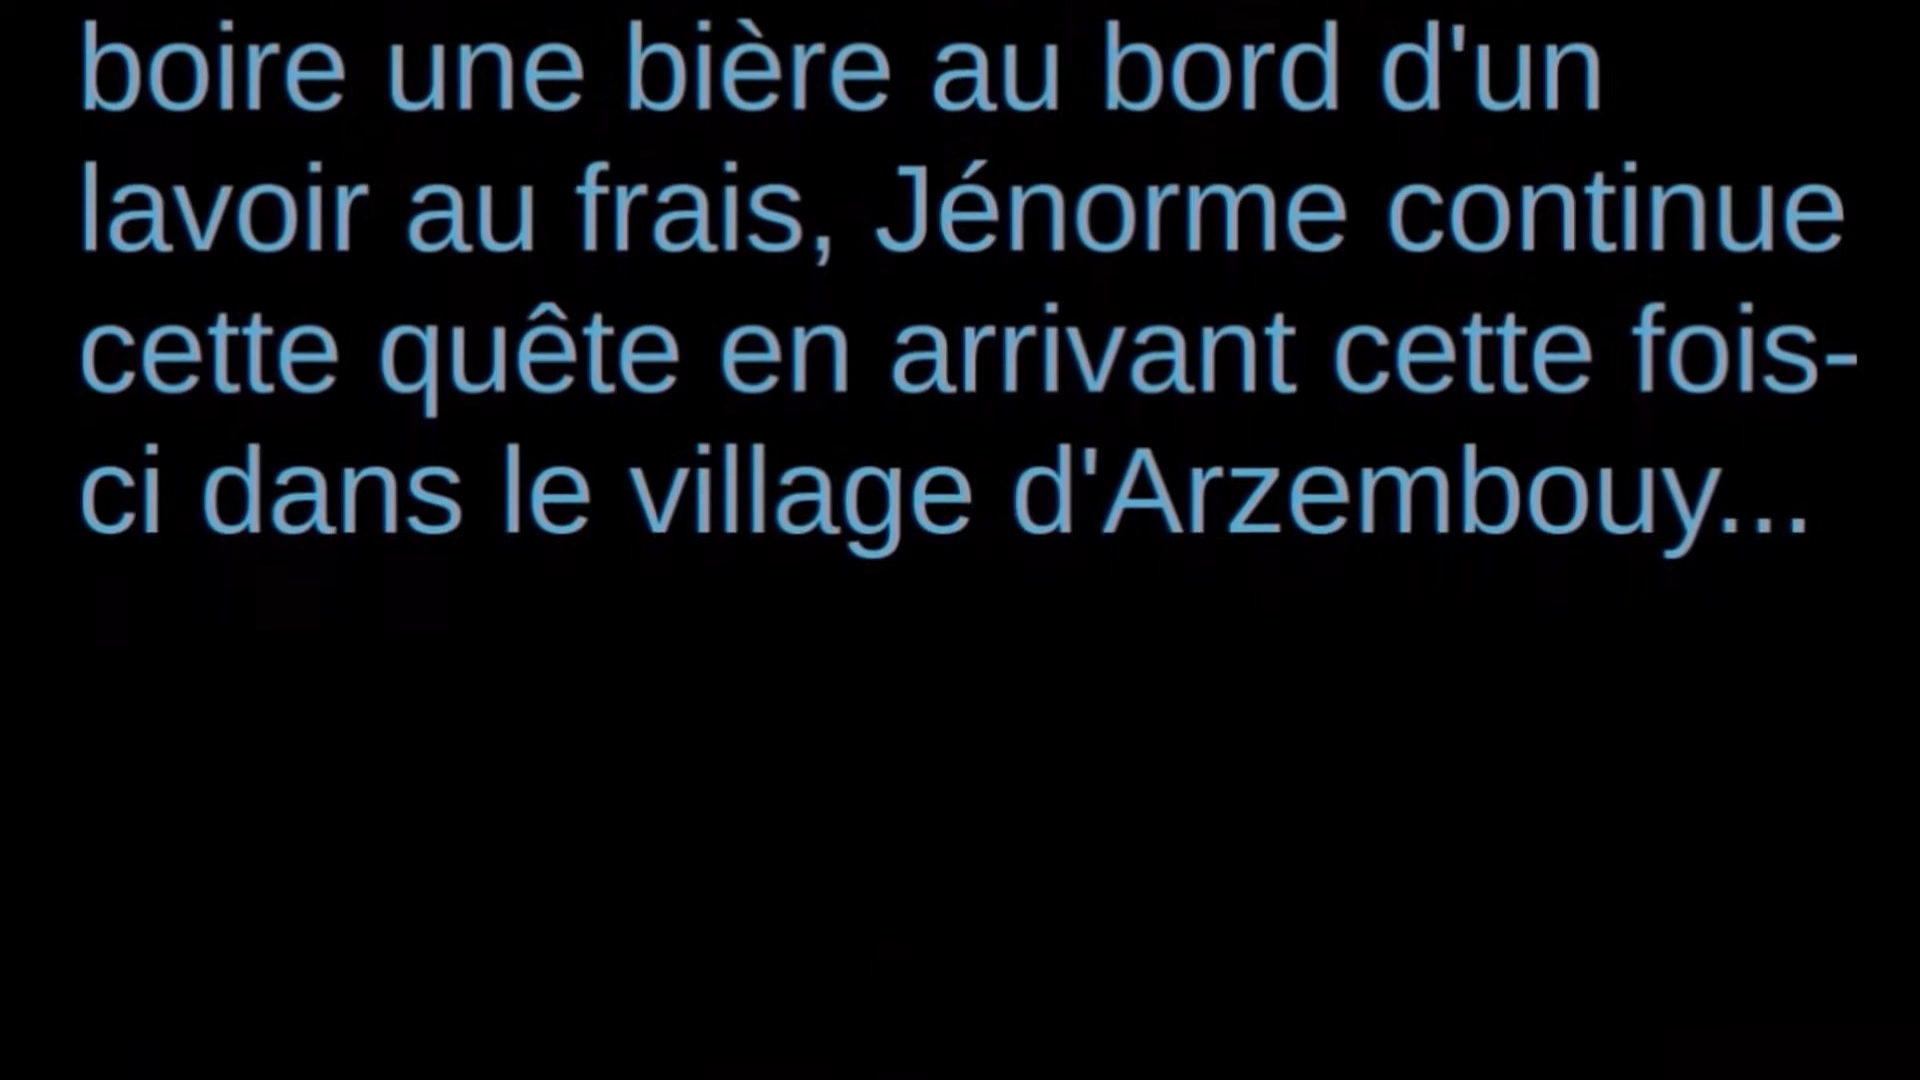 boire une bière au bord d'un
lavoir au frais, Jénorme continue
cette quête en arrivant cette fois-
ci dans le village d'Arzembouy...